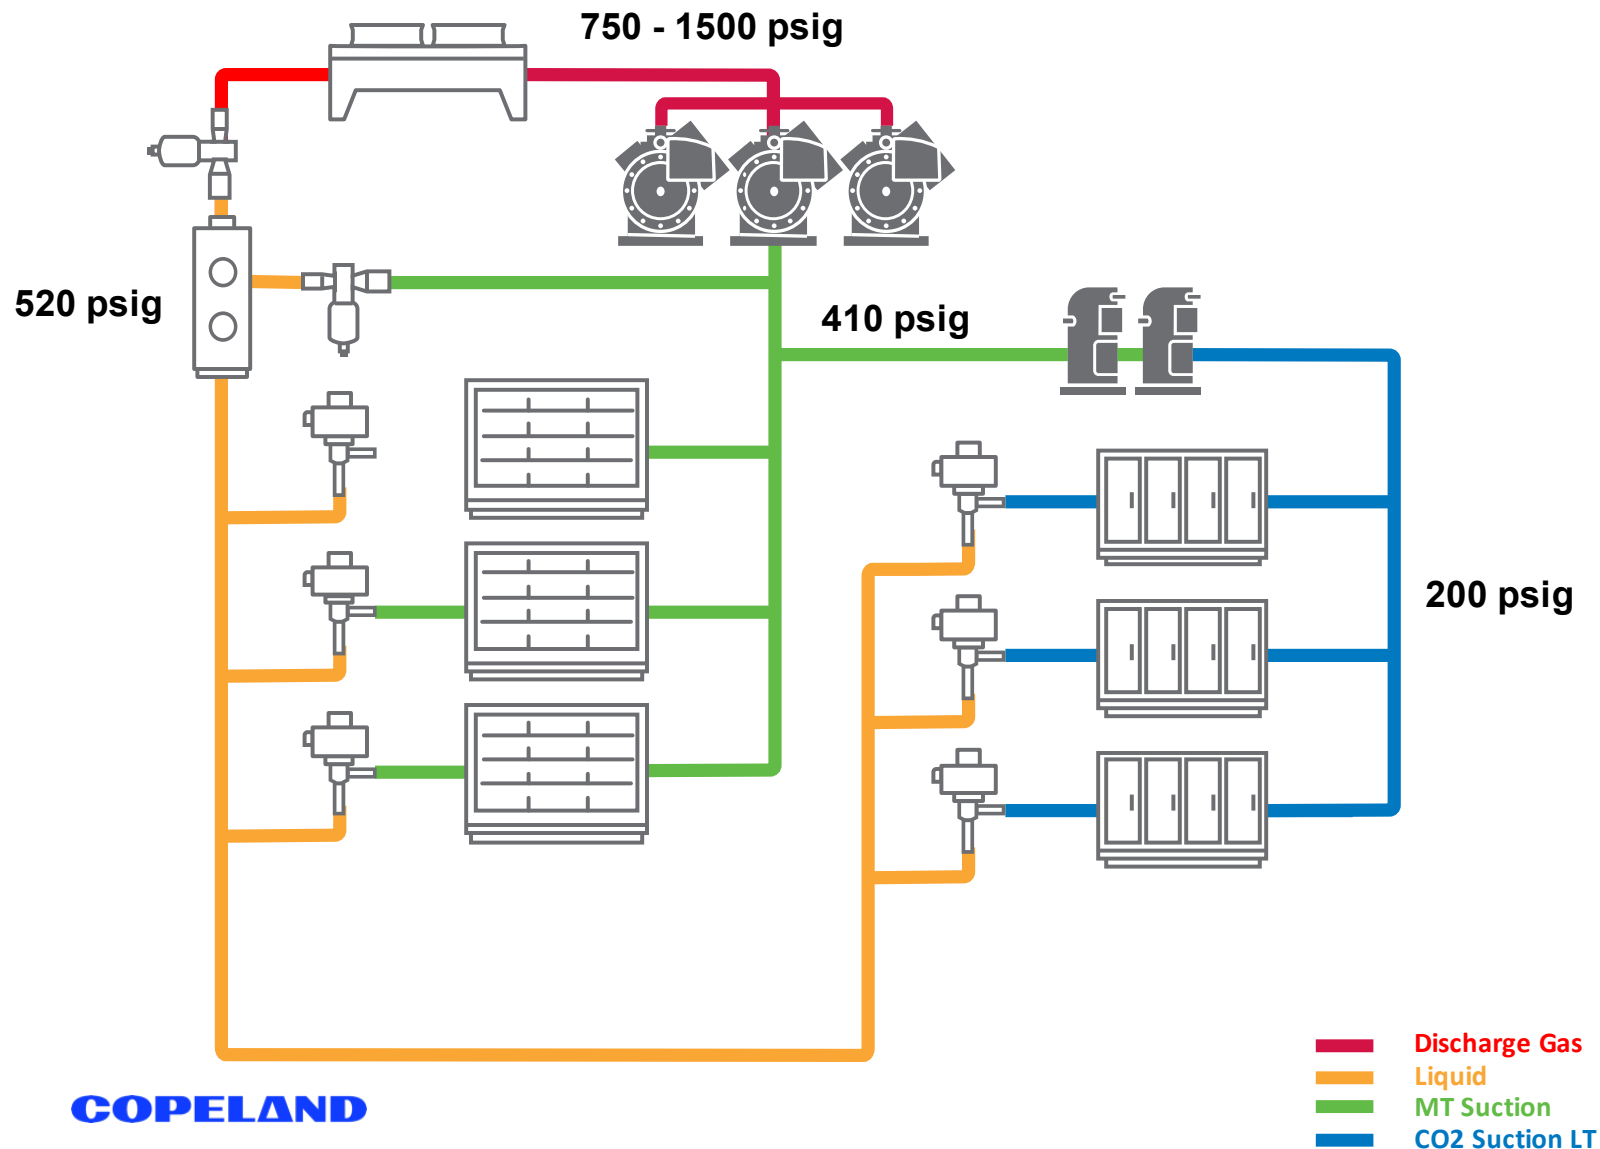 750 - 1500 psig
520 psig
410 psig
200 psig
Discharge Gas
Liquid
MT Suction
CO2 Suction LT
COPELAND